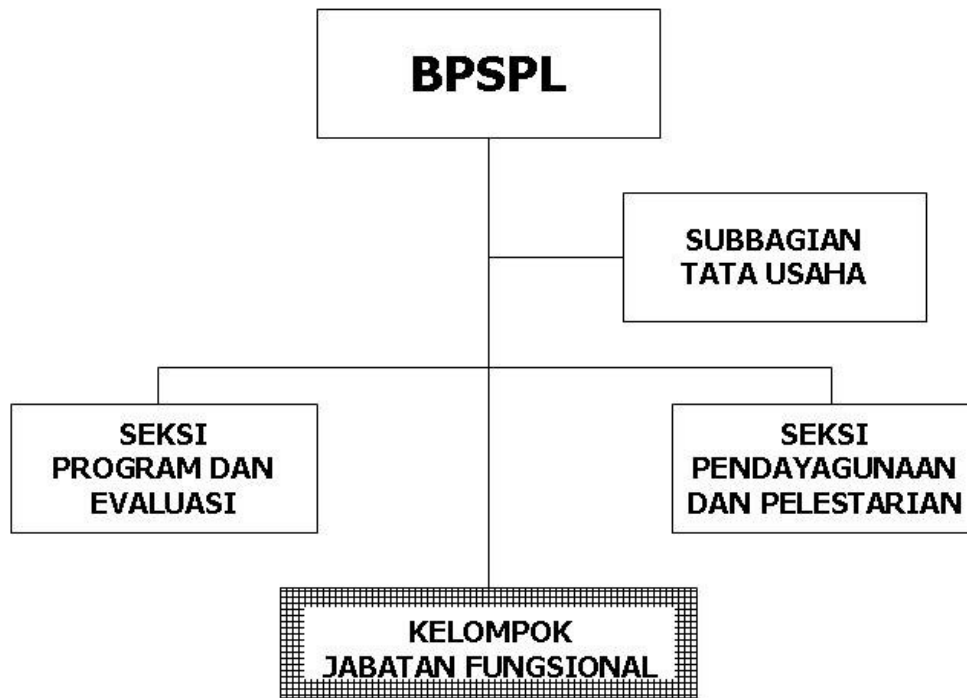 BPSPL
SUBBAGIAN
TATA USAHA
SEKSI
PROGRAM DAN
EVALUASI
SEKSI
PENDAYAGUNAAN
DAN PELESTARIAN
KELOMPOK
JABATAN FUNGSIONAL